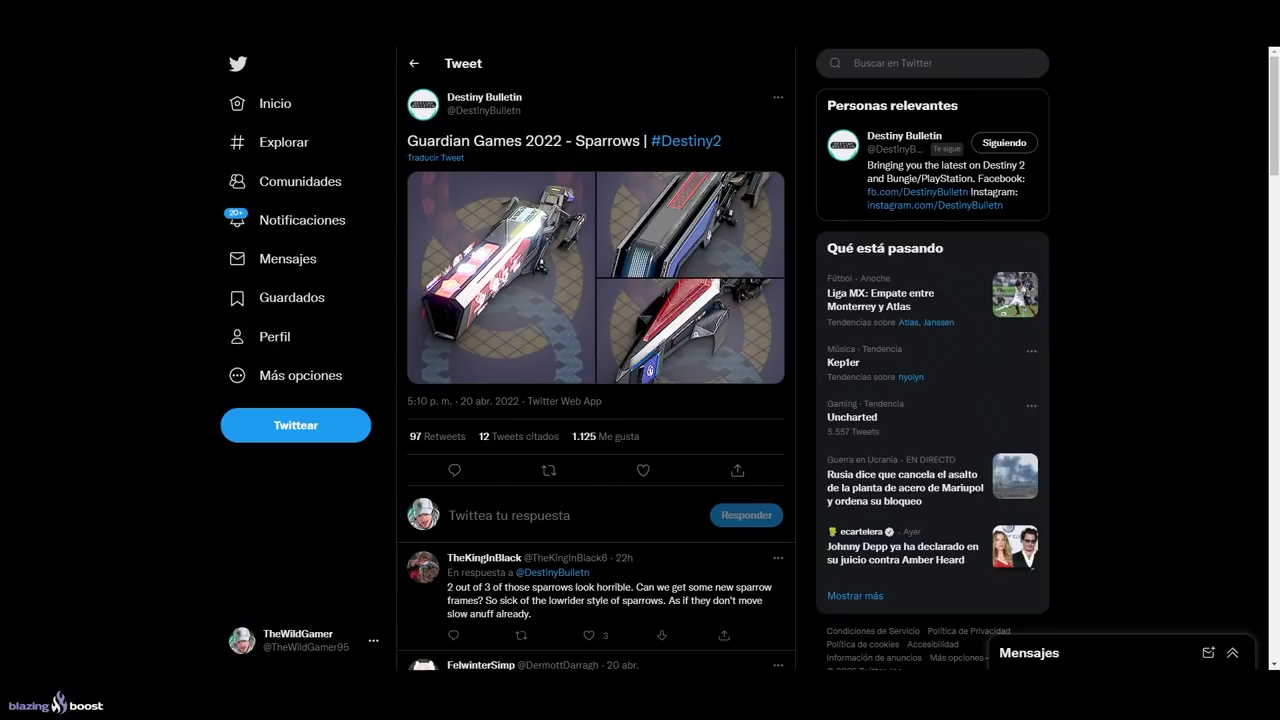 Inicio
Explorar
Comunidades
20+
Notificaciones
Mensajes
Guardados
Perfil
Más opciones
Twittear
TheWildGamer
@TheWildGamer95
Tweet
Destiny Bulletin
@DestinyBulletn
Guardian Games 2022 - Sparrows | #Destiny2
Traducir Tweet
5:10 p. m. · 20 abr. 2022 · Twitter Web App
97 Retweets 12 Tweets citados 1.125 Me gusta
Twittea tu respuesta
Responder
TheKingInBlack @TheKingInBlack6 · 22h
En respuesta a @DestinyBulletn
2 out of 3 of those sparrows look horrible. Can we get some new sparrow
frames? So sick of the lowrider style of sparrows. As if they don't move
slow anuff already.
3
FelwinterSimp @DermottDarragh · 20 abr.
Buscar en Twitter
Personas relevantes
Destiny Bulletin
@DestinyB... Te sigue
Siguiendo
Bringing you the latest on Destiny 2
and Bungie/PlayStation. Facebook:
fb.com/DestinyBulletn Instagram:
instagram.com/DestinyBulletn
Qué está pasando
Fútbol · Anoche
Liga MX: Empate entre
Monterrey y Atlas
Tendencias sobre Atlas, Janssen
Música · Tendencia
Kep1er
Tendencias sobre hyolyn
Gaming · Tendencia
Uncharted
5.557 Tweets
Guerra en Ucrania · EN DIRECTO
Rusia dice que cancela el asalto
de la planta de acero de Mariupol
y ordena su bloqueo
ecartelera · Ayer
Johnny Depp ya ha declarado en
su juicio contra Amber Heard
Mostrar más
Condiciones de Servicio Política de Privacidad
Política de cookies Accesibilidad
Información de anuncios Más opciones
Mensajes
blazing boost